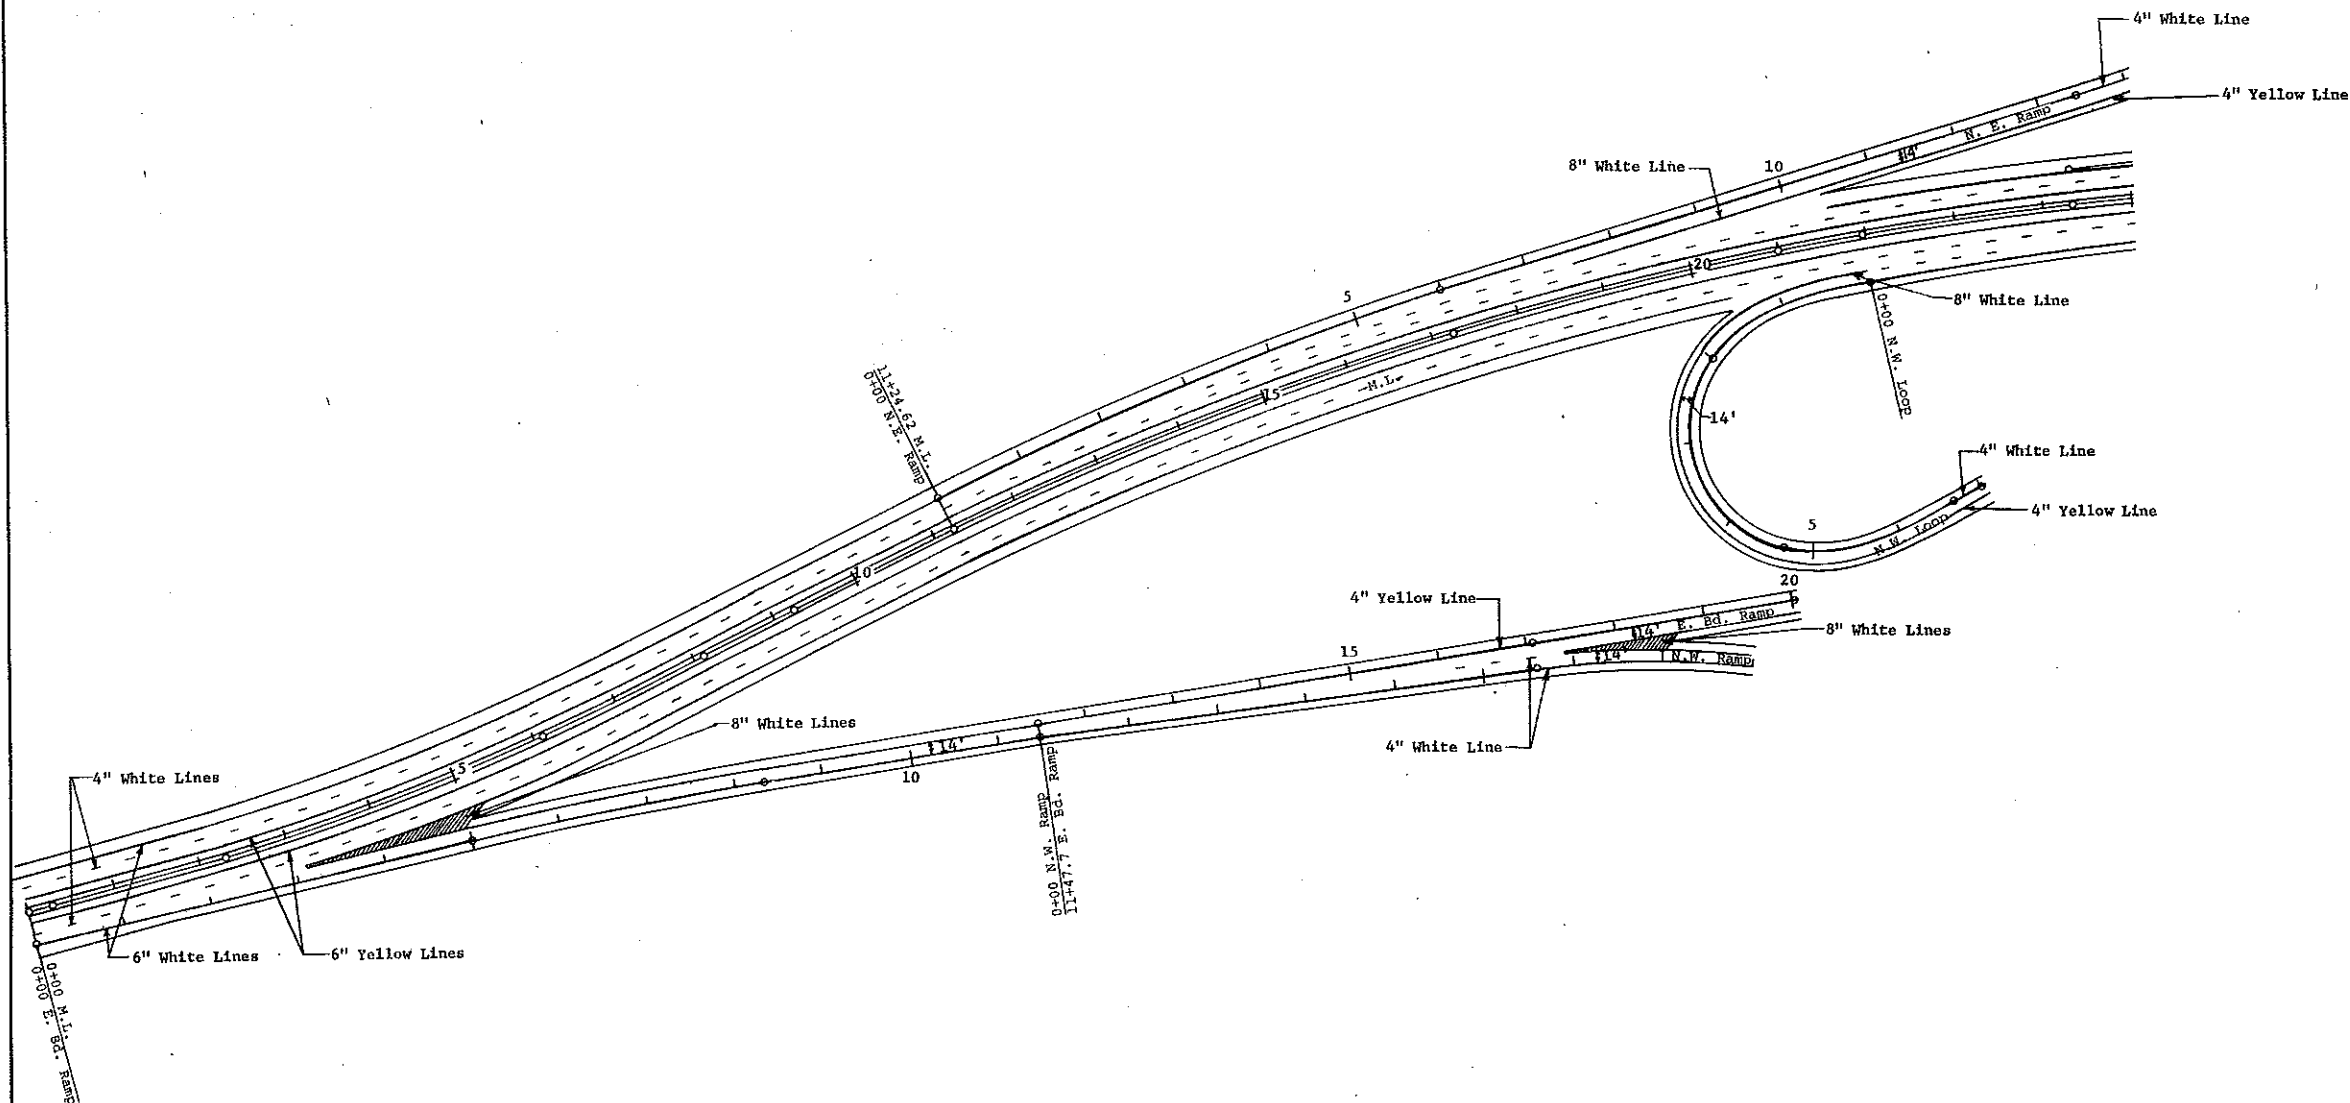 4" White Line
4" Yellow Line
N. E. Ramp
14'
10
8" White Line
20
5
8" White Line
0+00 N.W. Loop
11+24.62 M.L.
0+00 N.E. Ramp
15
M.L.
14'
4" White Line
4" Yellow Line
5
N.W. Loop
10
20
4" Yellow Line
14' E. Bd. Ramp
8" White Lines
15
14' N.W. Ramp
8" White Lines
4" White Line
14'
10
5
4" White Lines
0+00 N.W. Ramp
11+47.7 E. Bd. Ramp
6" White Lines
6" Yellow Lines
0+00 M.L.
0+00 E. Bd. Ramp